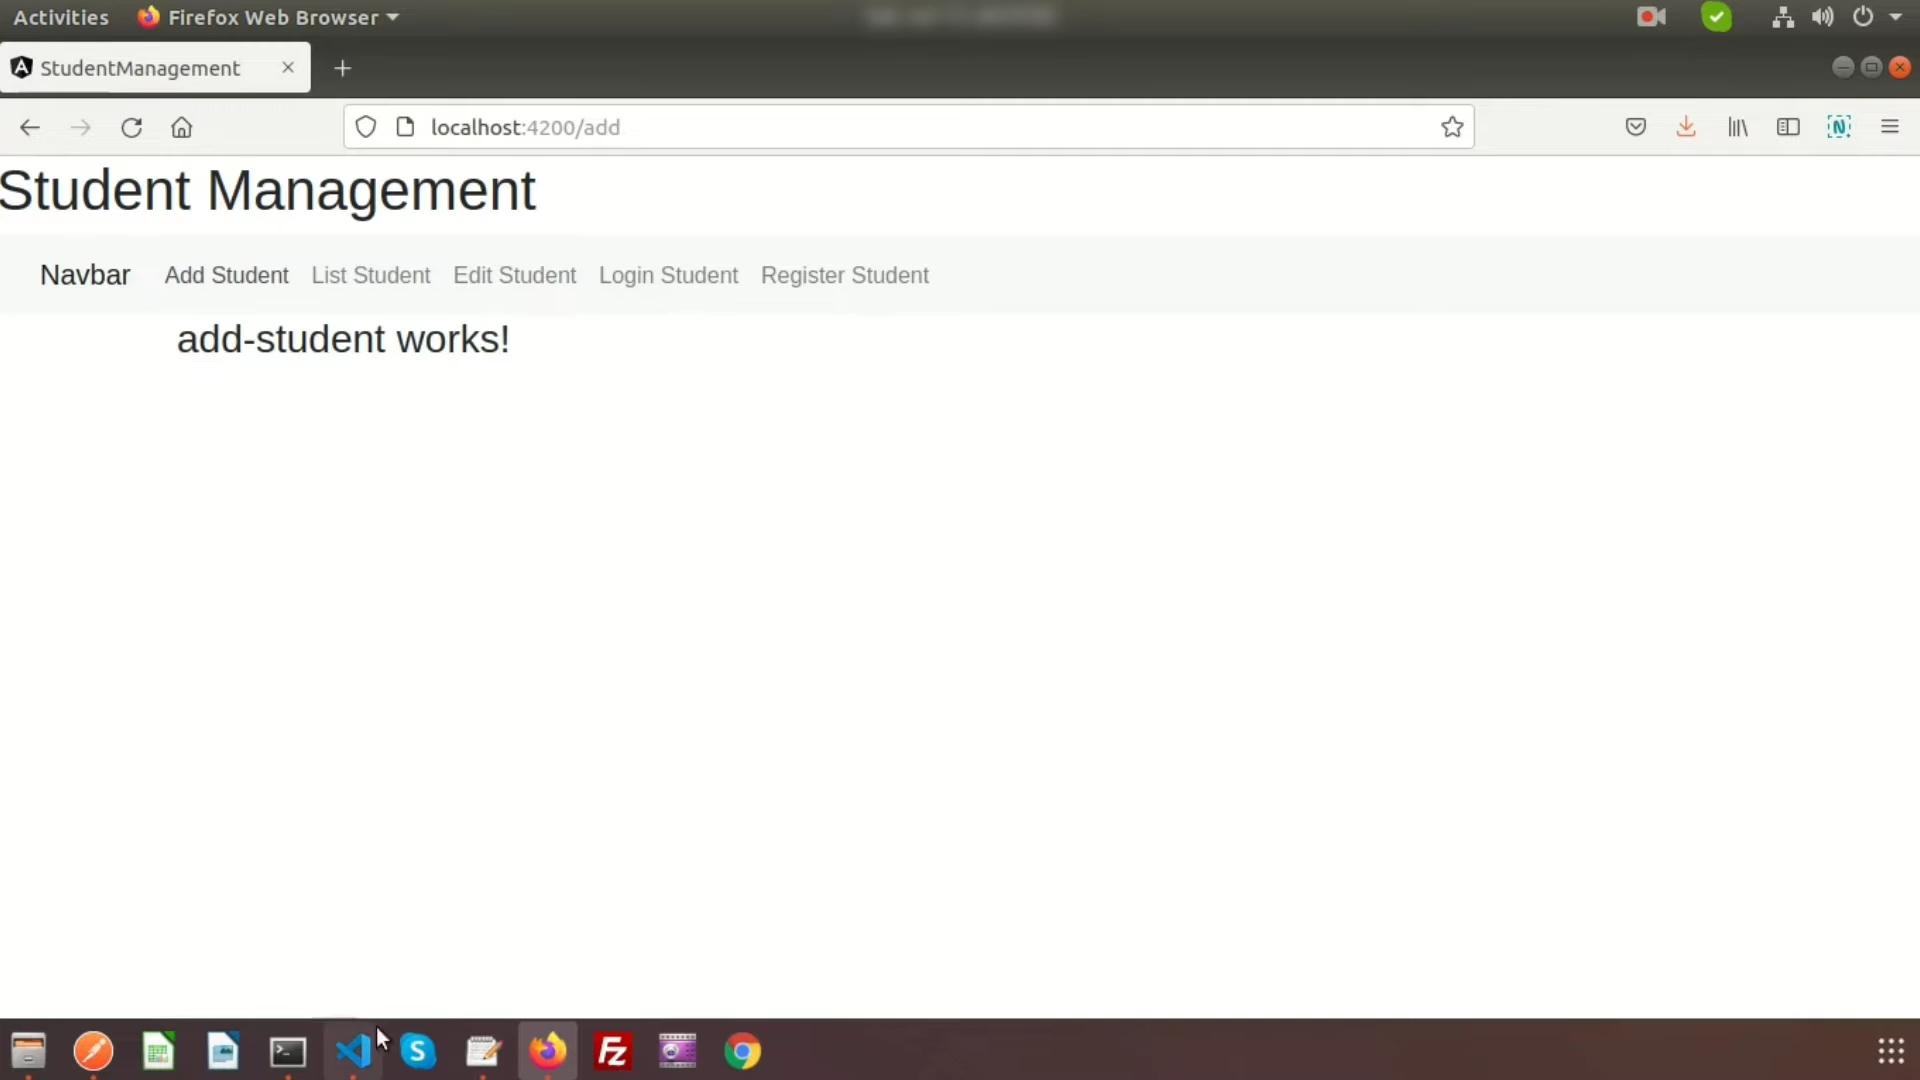 Activities Firefox Web Browser
StudentManagement
localhost:4200/add
Student Management
Navbar Add Student List Student Edit Student Login Student Register Student
add-student works!